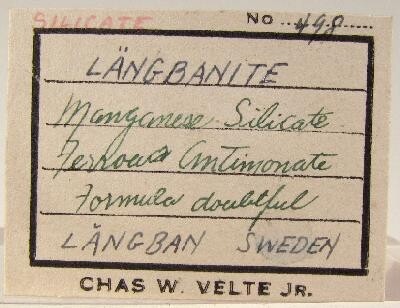 SILICATE No 498
LÄNGBANITE
Manganese Silicate
Ferrous Antimonate
Formula doubtful
LÄNGBAN SWEDEN
CHAS W. VELTE JR.